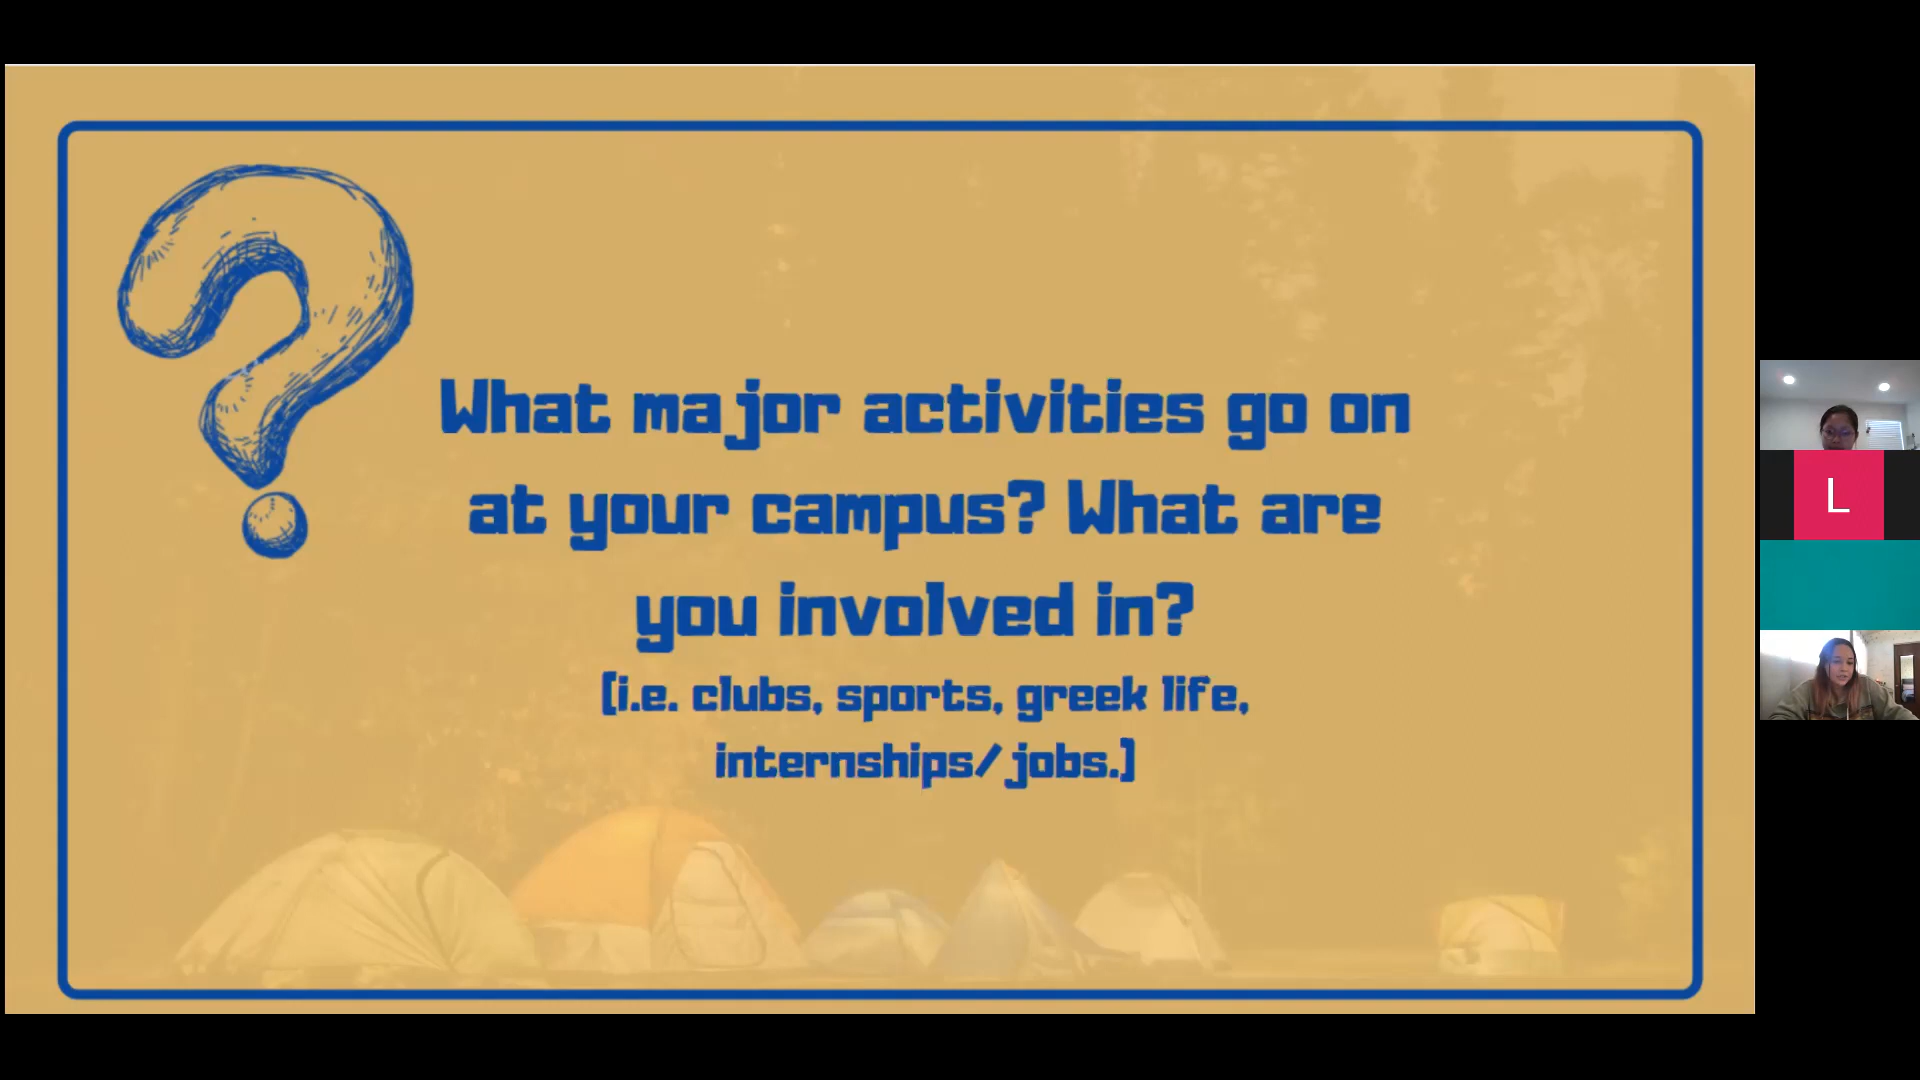 What major activities go on
at your campus? What are
you involved in?
(i.e. clubs, sports, greek life,
internships/jobs.)
L